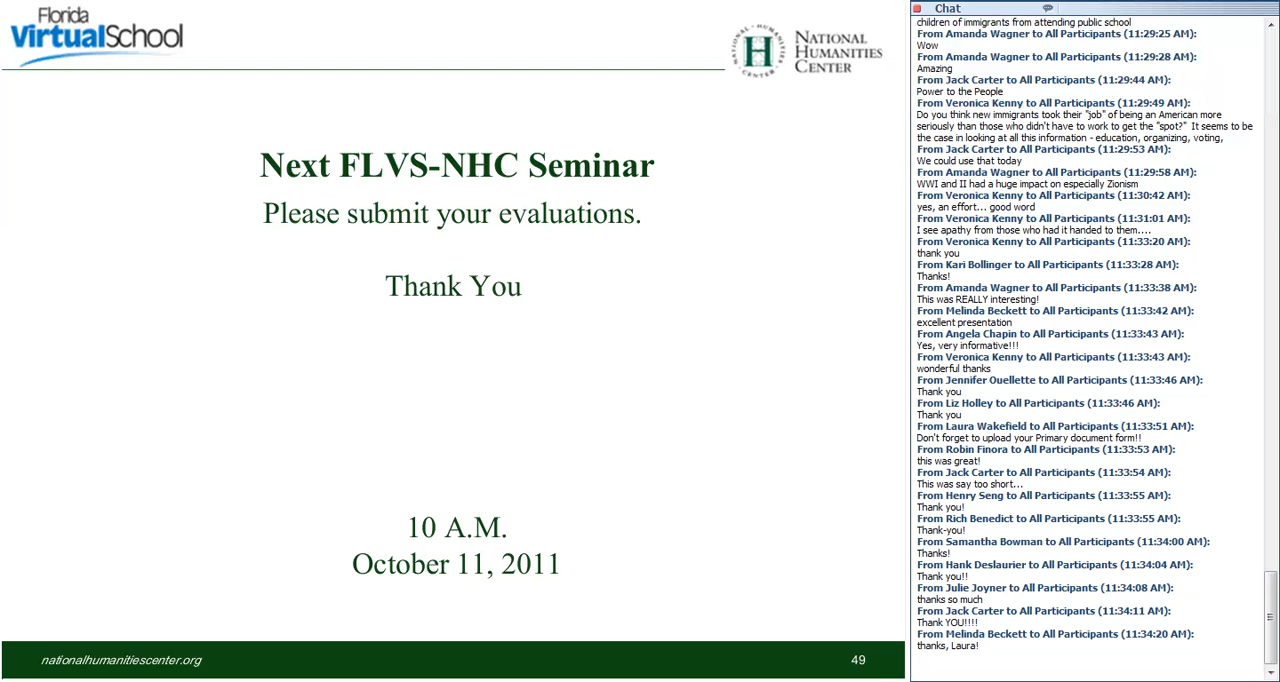 Florida
VirtualSchool
NATIONAL
HUMANITIES
CENTER
Next FLVS-NHC Seminar
Please submit your evaluations.
Thank You
10 A.M.
October 11, 2011
nationalhumanitiescenter.org
49
Chat
children of immigrants from attending public school
From Amanda Wagner to All Participants (11:29:25 AM):
Wow
From Amanda Wagner to All Participants (11:29:28 AM):
Amazing
From Jack Carter to All Participants (11:29:44 AM):
Power to the People
From Veronica Kenny to All Participants (11:29:49 AM):
Do you think new immigrants took their "job" of being an American more
seriously than those who didn't have to work to get the "spot?"  It seems to be
the case in looking at all this information - education, organizing, voting,
From Jack Carter to All Participants (11:29:53 AM):
We could use that today
From Amanda Wagner to All Participants (11:29:58 AM):
WWI and II had a huge impact on especially Zionism
From Veronica Kenny to All Participants (11:30:42 AM):
yes, an effort... good word
From Veronica Kenny to All Participants (11:31:01 AM):
I see apathy from those who had it handed to them....
From Veronica Kenny to All Participants (11:33:20 AM):
thank you
From Kari Bollinger to All Participants (11:33:28 AM):
Thanks!
From Amanda Wagner to All Participants (11:33:38 AM):
This was REALLY interesting!
From Melinda Beckett to All Participants (11:33:42 AM):
excellent presentation
From Angela Chapin to All Participants (11:33:43 AM):
Yes, very informative!!!
From Veronica Kenny to All Participants (11:33:43 AM):
wonderful thanks
From Jennifer Ouellette to All Participants (11:33:46 AM):
Thank you
From Liz Holley to All Participants (11:33:46 AM):
Thank you
From Laura Wakefield to All Participants (11:33:51 AM):
Don't forget to upload your Primary document form!!
From Robin Finora to All Participants (11:33:53 AM):
this was great!
From Jack Carter to All Participants (11:33:54 AM):
This was say too short...
From Henry Seng to All Participants (11:33:55 AM):
Thank you!
From Rich Benedict to All Participants (11:33:55 AM):
Thank-you!
From Samantha Bowman to All Participants (11:34:00 AM):
Thanks!
From Hank Deslaurier to All Participants (11:34:04 AM):
Thank you!!
From Julie Joyner to All Participants (11:34:08 AM):
thanks so much
From Jack Carter to All Participants (11:34:11 AM):
Thank YOU!!!!
From Melinda Beckett to All Participants (11:34:20 AM):
thanks, Laura!